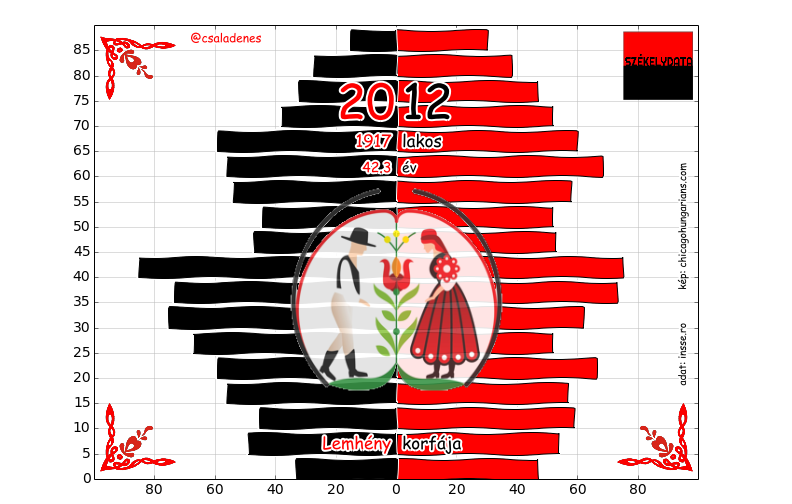 @csaladenes
SZÉKELYDATA
2012
1917 lakos
42,3 év
kép: chicagohungarians.com
adat: insse.ro
Lemhény korfája
85
80
75
70
65
60
55
50
45
40
35
30
25
20
15
10
5
0
80 60 40 20 0 20 40 60 80